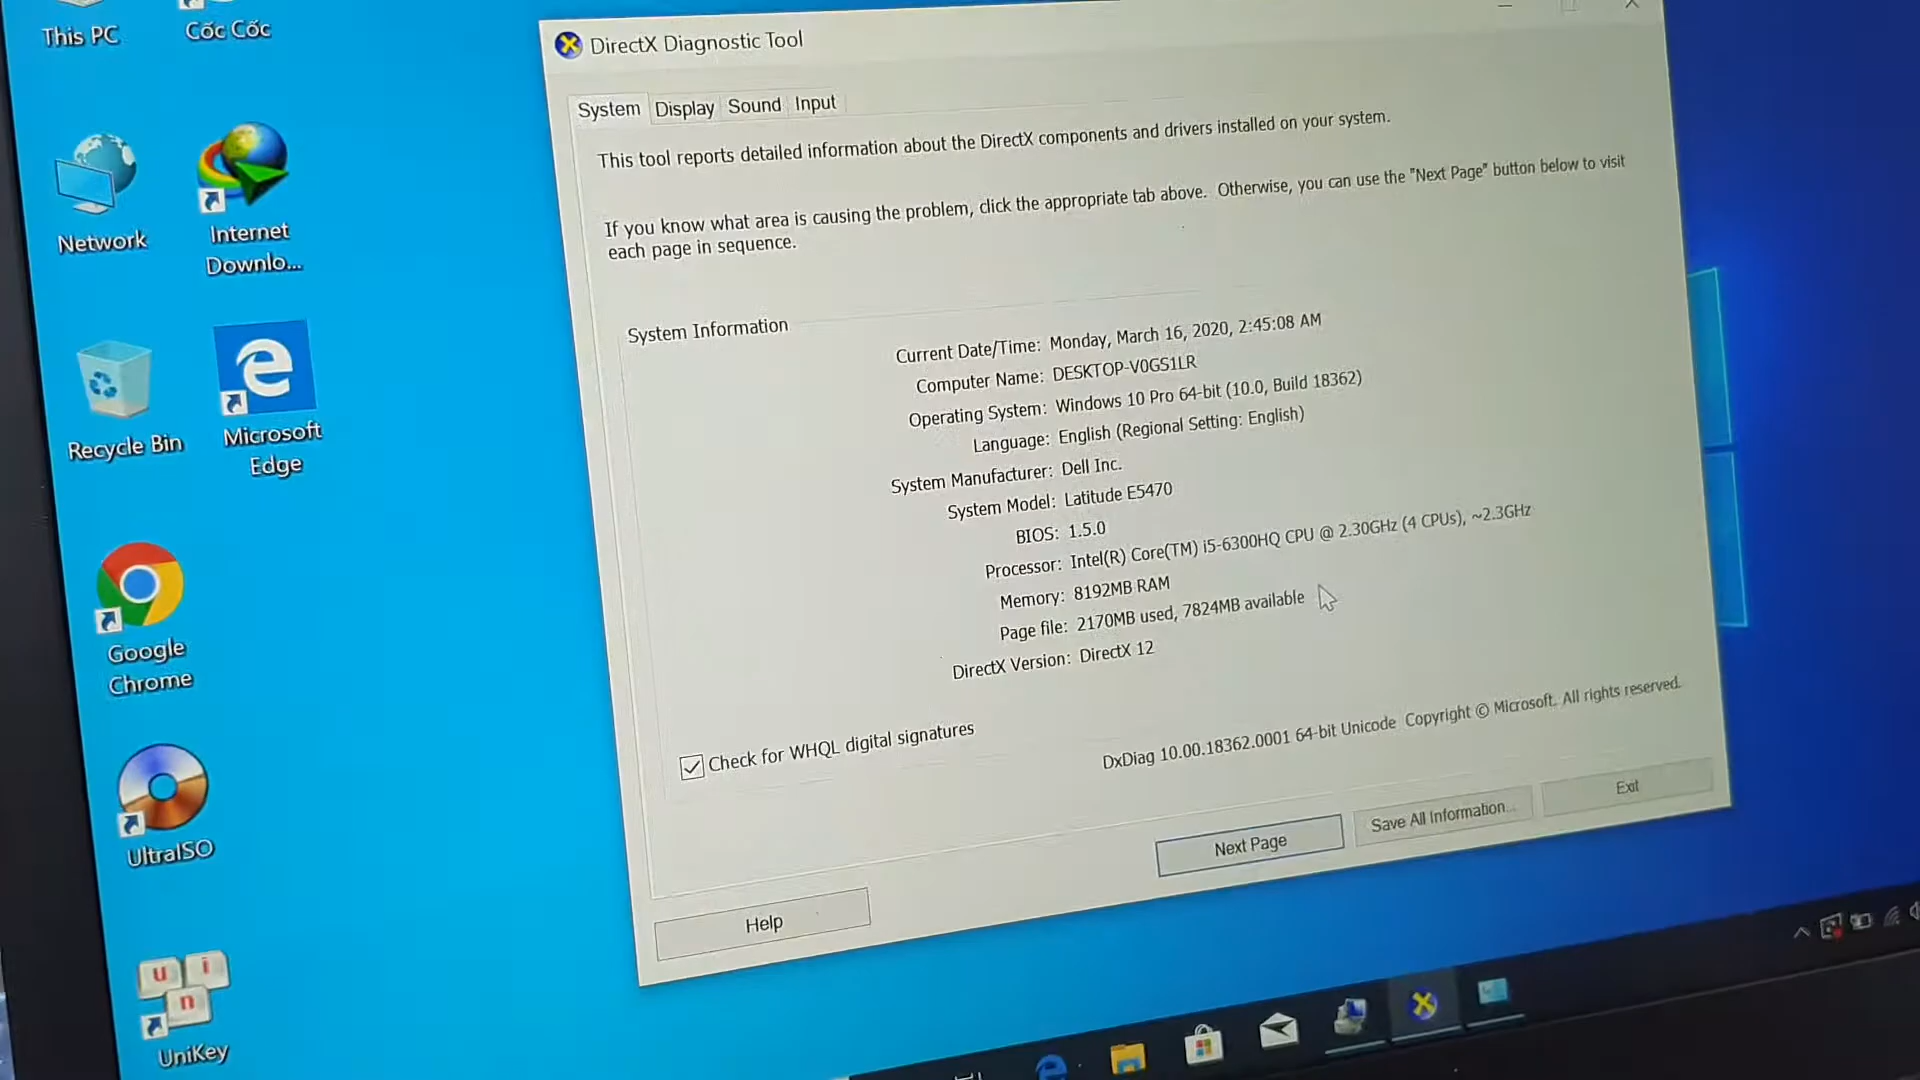 This PC
Cốc Cốc
Network
Internet
Downlo...
Recycle Bin
Microsoft
Edge
Google
Chrome
UltraISO
u i
n
UniKey
DirectX Diagnostic Tool
System Display Sound Input
This tool reports detailed information about the DirectX components and drivers installed on your system.
If you know what area is causing the problem, click the appropriate tab above. Otherwise, you can use the "Next Page" button below to visit
each page in sequence.
System Information
Current Date/Time: Monday, March 16, 2020, 2:45:08 AM
Computer Name: DESKTOP-V0GS1LR
Operating System: Windows 10 Pro 64-bit (10.0, Build 18362)
Language: English (Regional Setting: English)
System Manufacturer: Dell Inc.
System Model: Latitude E5470
BIOS: 1.5.0
Processor: Intel(R) Core(TM) i5-6300HQ CPU @ 2.30GHz (4 CPUs), ~2.3GHz
Memory: 8192MB RAM
Page file: 2170MB used, 7824MB available
DirectX Version: DirectX 12
Check for WHQL digital signatures
DxDiag 10.00.18362.0001 64-bit Unicode Copyright © Microsoft. All rights reserved.
Help
Next Page
Save All Information...
Exit